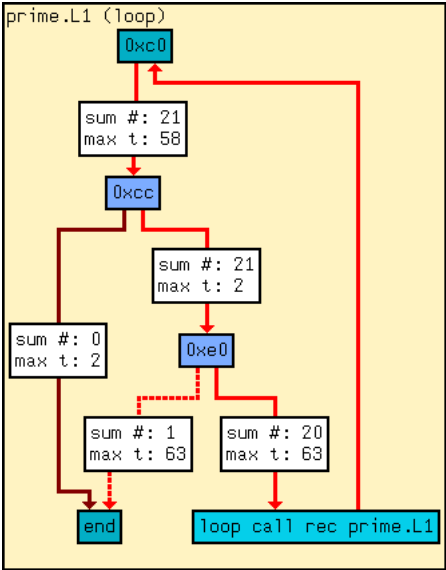 prime.L1 (loop)
0xc0
sum #: 21
max t: 58
0xcc
sum #: 21
max t: 2
sum #: 0
max t: 2
0xe0
sum #: 1
max t: 63
sum #: 20
max t: 63
end
loop call rec prime.L1